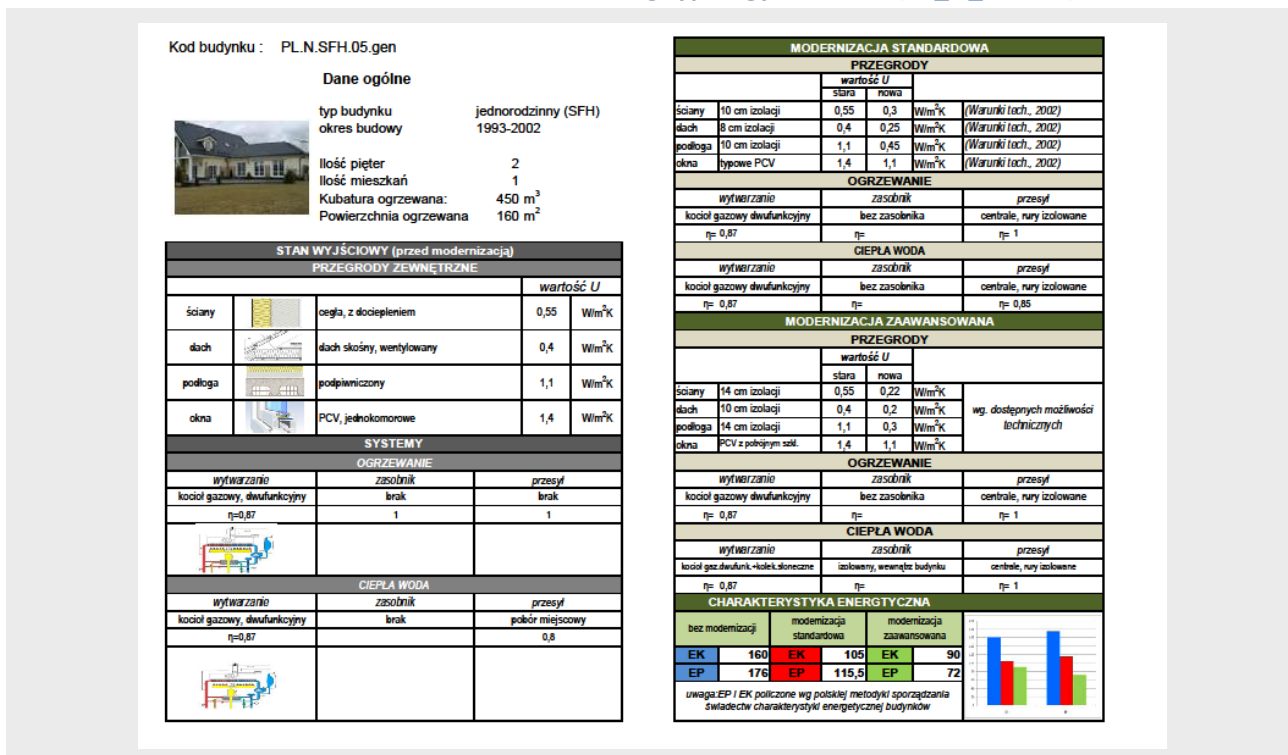 Kod budynku : PL.N.SFH.05.gen
Dane ogólne
typ budynku jednorodzinny (SFH)
okres budowy 1993-2002
Ilość pięter 2
Ilość mieszkań 1
Kubatura ogrzewana: 450 m³
Powierzchnia ogrzewana 160 m²
STAN WYJŚCIOWY (przed modernizacją)
PRZEGRODY ZEWNĘTRZNE
wartość U
ściany cegła, z dociepleniem 0,55 W/m²K
dach dach skośny, wentylowany 0,4 W/m²K
podłoga podpiwniczony 1,1 W/m²K
okna PCV, jednokomorowe 1,4 W/m²K
SYSTEMY
OGRZEWANIE
wytwarzanie zasobnik przesył
kocioł gazowy, dwufunkcyjny brak brak
η=0,87 1 1
CIEPŁA WODA
wytwarzanie zasobnik przesył
kocioł gazowy, dwufunkcyjny brak pobór miejscowy
η=0,87 0,8
MODERNIZACJA STANDARDOWA
PRZEGRODY
wartość U
stara nowa
ściany 10 cm izolacji 0,55 0,3 W/m²K (Warunki tech., 2002)
dach 8 cm izolacji 0,4 0,25 W/m²K (Warunki tech., 2002)
podłoga 10 cm izolacji 1,1 0,45 W/m²K (Warunki tech., 2002)
okna typowe PCV 1,4 1,1 W/m²K (Warunki tech., 2002)
OGRZEWANIE
wytwarzanie zasobnik przesył
kocioł gazowy dwufunkcyjny bez zasobnika centrale, rury izolowane
η= 0,87 η= η= 1
CIEPŁA WODA
wytwarzanie zasobnik przesył
kocioł gazowy dwufunkcyjny bez zasobnika centrale, rury izolowane
η= 0,87 η= η= 0,85
MODERNIZACJA ZAAWANSOWANA
PRZEGRODY
wartość U
stara nowa
ściany 14 cm izolacji 0,55 0,22 W/m²K
dach 10 cm izolacji 0,4 0,2 W/m²K wg. dostępnych możliwości
podłoga 14 cm izolacji 1,1 0,3 W/m²K technicznych
okna PCV z potrójnym szkl. 1,4 1,1 W/m²K
OGRZEWANIE
wytwarzanie zasobnik przesył
kocioł gazowy dwufunkcyjny bez zasobnika centrale, rury izolowane
η= 0,87 η= η= 1
CIEPŁA WODA
wytwarzanie zasobnik przesył
kocioł gaz.dwufunk.+kolek.słoneczne izolowany, wewnątrz budynku centrale, rury izolowane
η= 0,87 η= η= 1
CHARAKTERYSTYKA ENERGTYCZNA
bez modernizacji modernizacja standardowa modernizacja zaawansowana
EK 160 EK 105 EK 90
EP 176 EP 115,5 EP 72
uwaga:EP I EK policzone wg polskiej metodyki sporządzania
świadectw charakterystyki energetycznej budynków